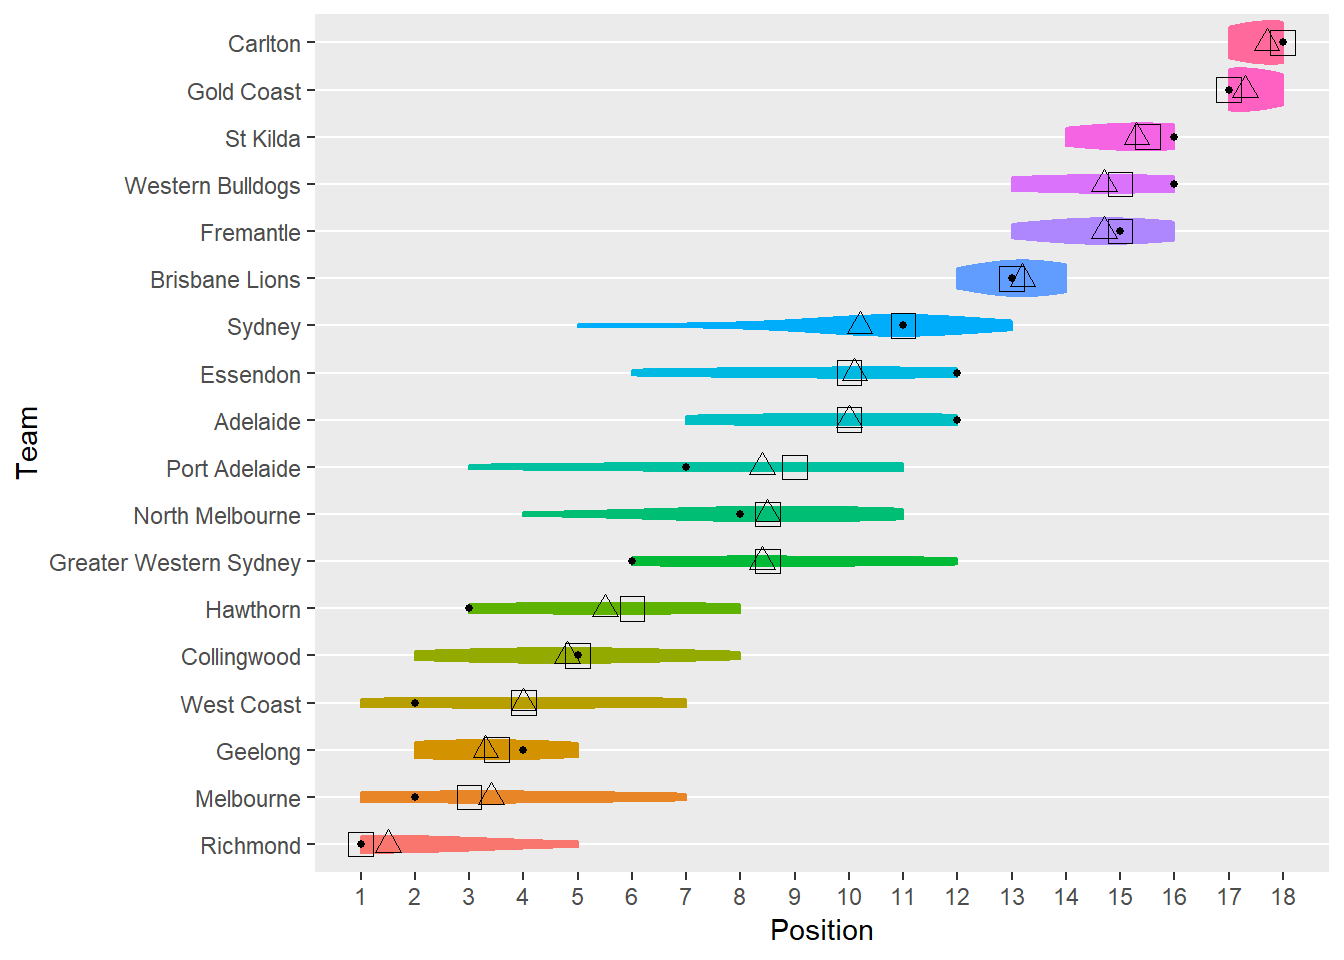 Carlton
Gold Coast
St Kilda
Western Bulldogs
Fremantle
Brisbane Lions
Sydney
Essendon
Adelaide
Port Adelaide
North Melbourne
Greater Western Sydney
Hawthorn
Collingwood
West Coast
Geelong
Melbourne
Richmond
Team
1 2 3 4 5 6 7 8 9 10 11 12 13 14 15 16 17 18
Position